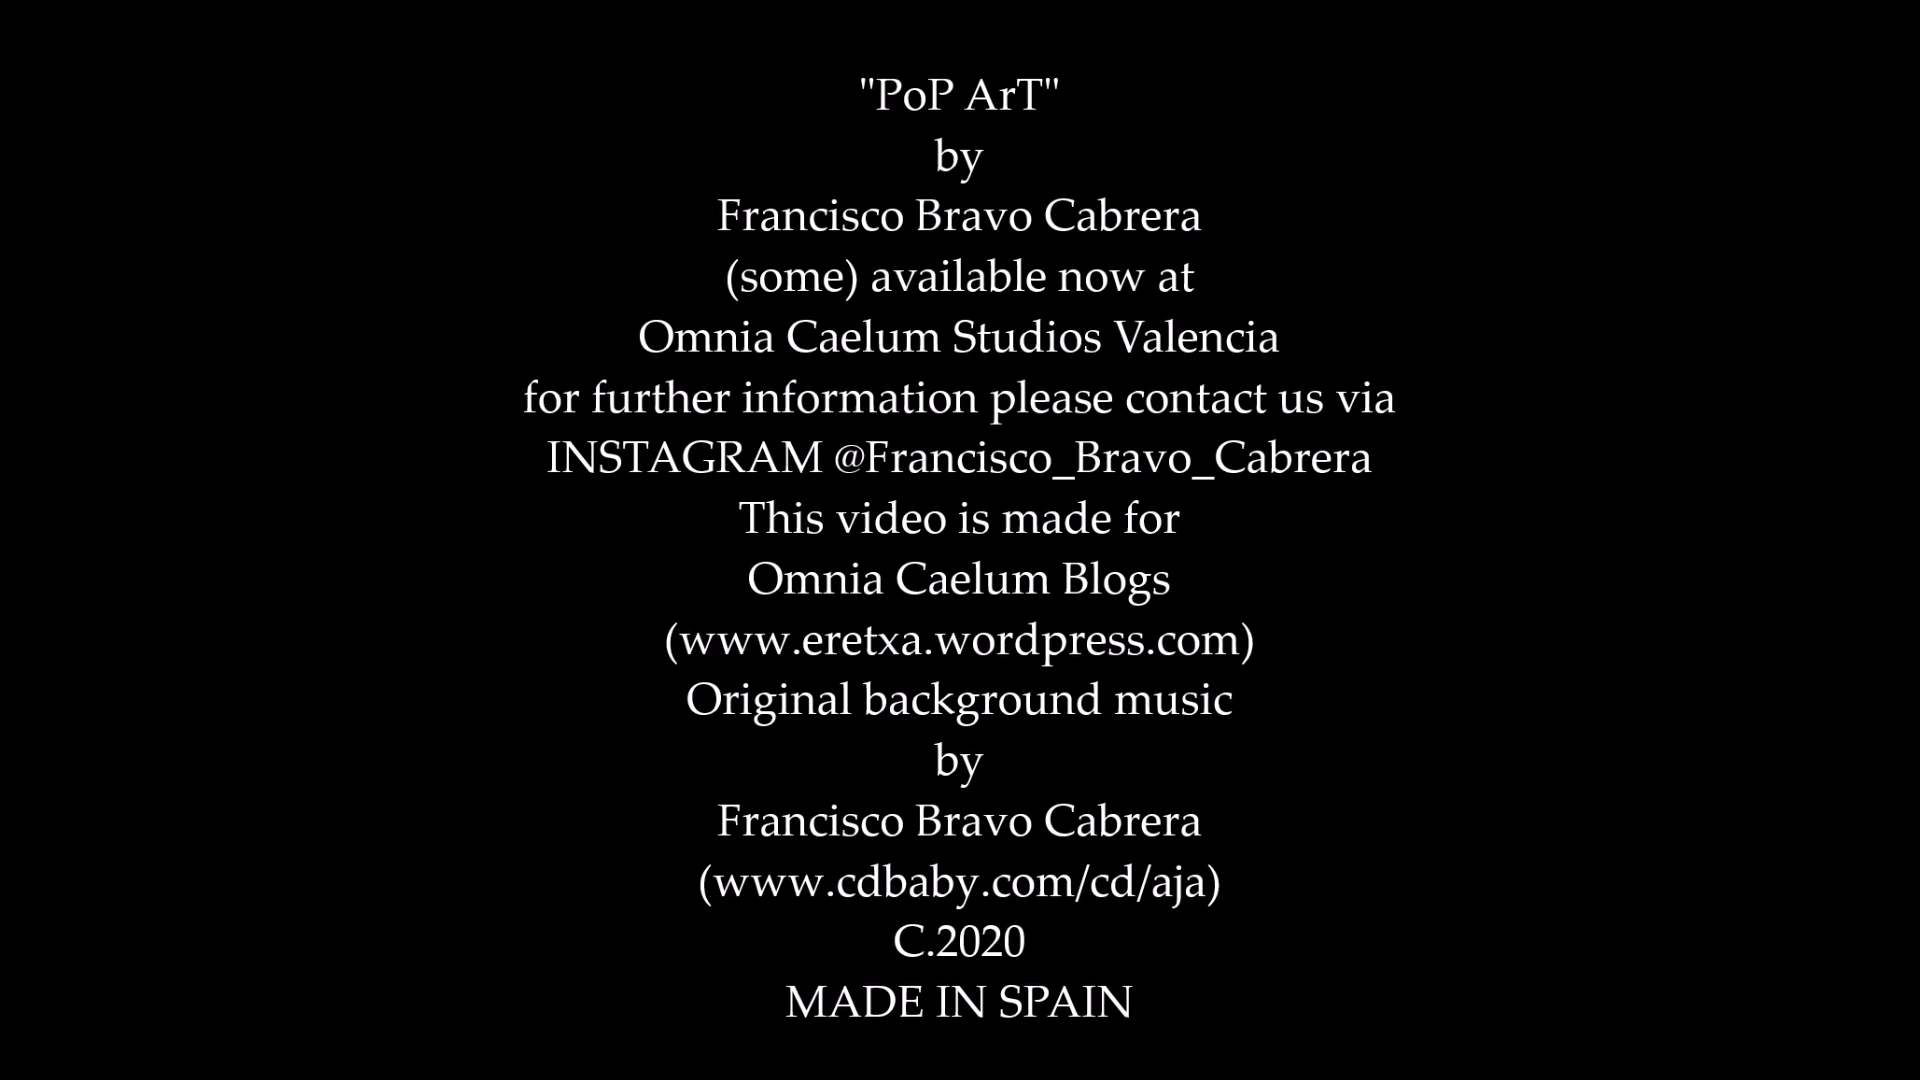 "PoP ArT"
by
Francisco Bravo Cabrera
(some) available now at
Omnia Caelum Studios Valencia
for further information please contact us via
INSTAGRAM @Francisco_Bravo_Cabrera
This video is made for
Omnia Caelum Blogs
(www.eretxa.wordpress.com)
Original background music
by
Francisco Bravo Cabrera
(www.cdbaby.com/cd/aja)
C.2020
MADE IN SPAIN